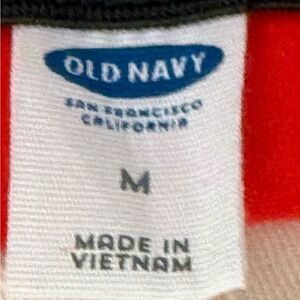 OLD NAVY
SAN FRANCISCO
CALIFORNIA
M
MADE IN
VIETNAM